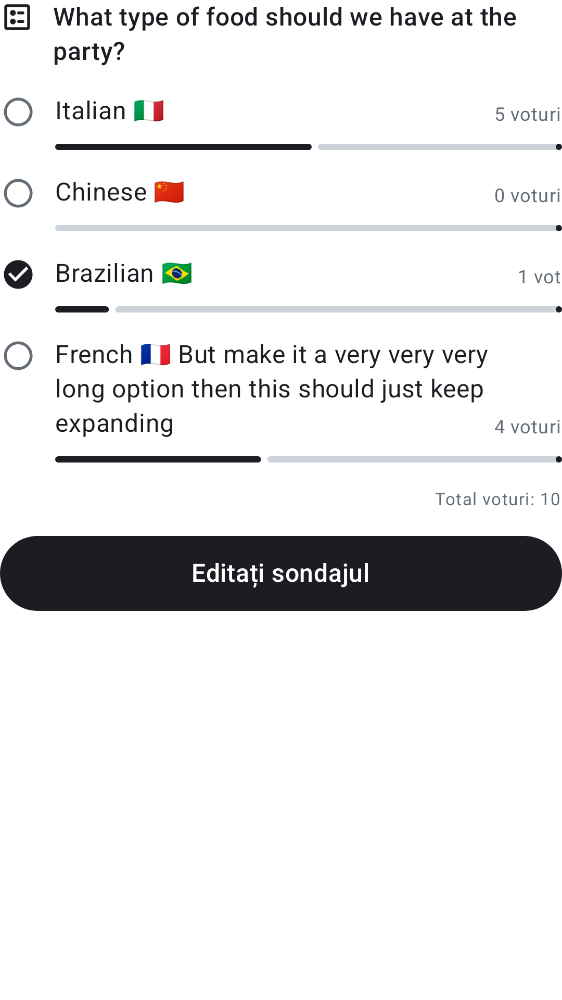 What type of food should we have at the
party?
Italian 🇮🇹
5 voturi
Chinese 🇨🇳
0 voturi
Brazilian 🇧🇷
1 vot
French 🇫🇷 But make it a very very very
long option then this should just keep
expanding
4 voturi
Total voturi: 10
Editați sondajul